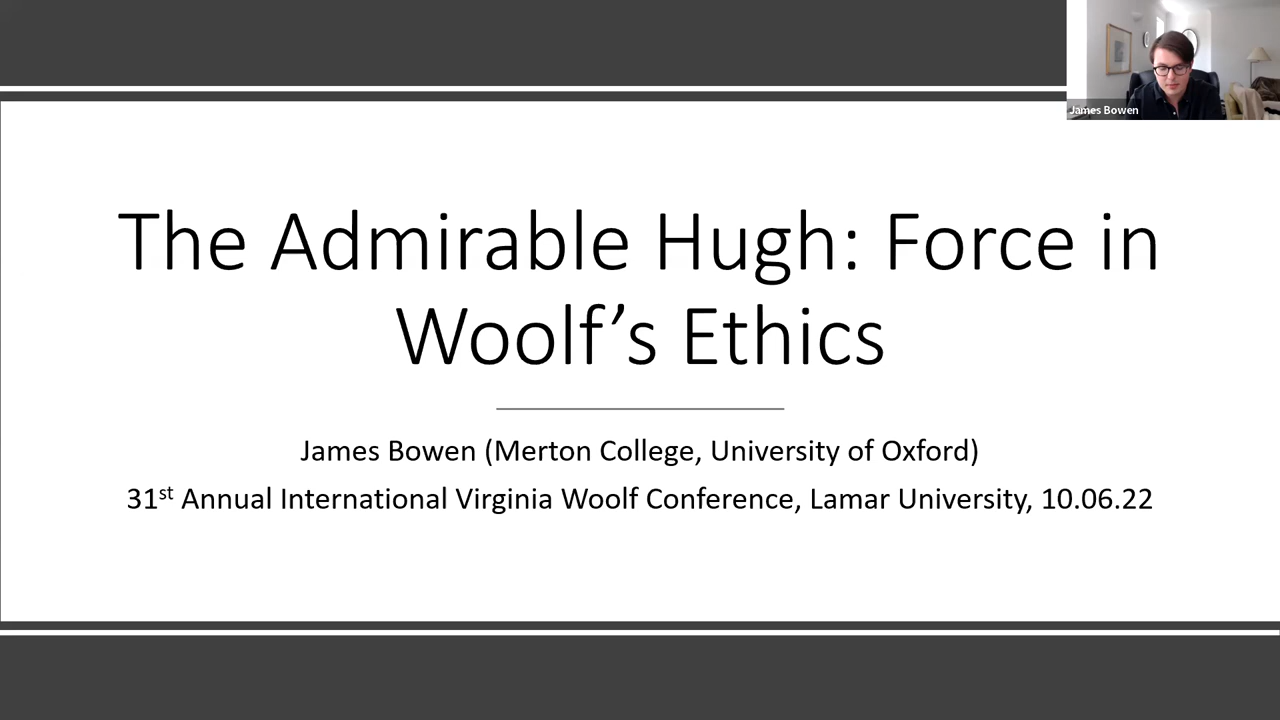 James Bowen
The Admirable Hugh: Force in
Woolf’s Ethics
James Bowen (Merton College, University of Oxford)
31st Annual International Virginia Woolf Conference, Lamar University, 10.06.22